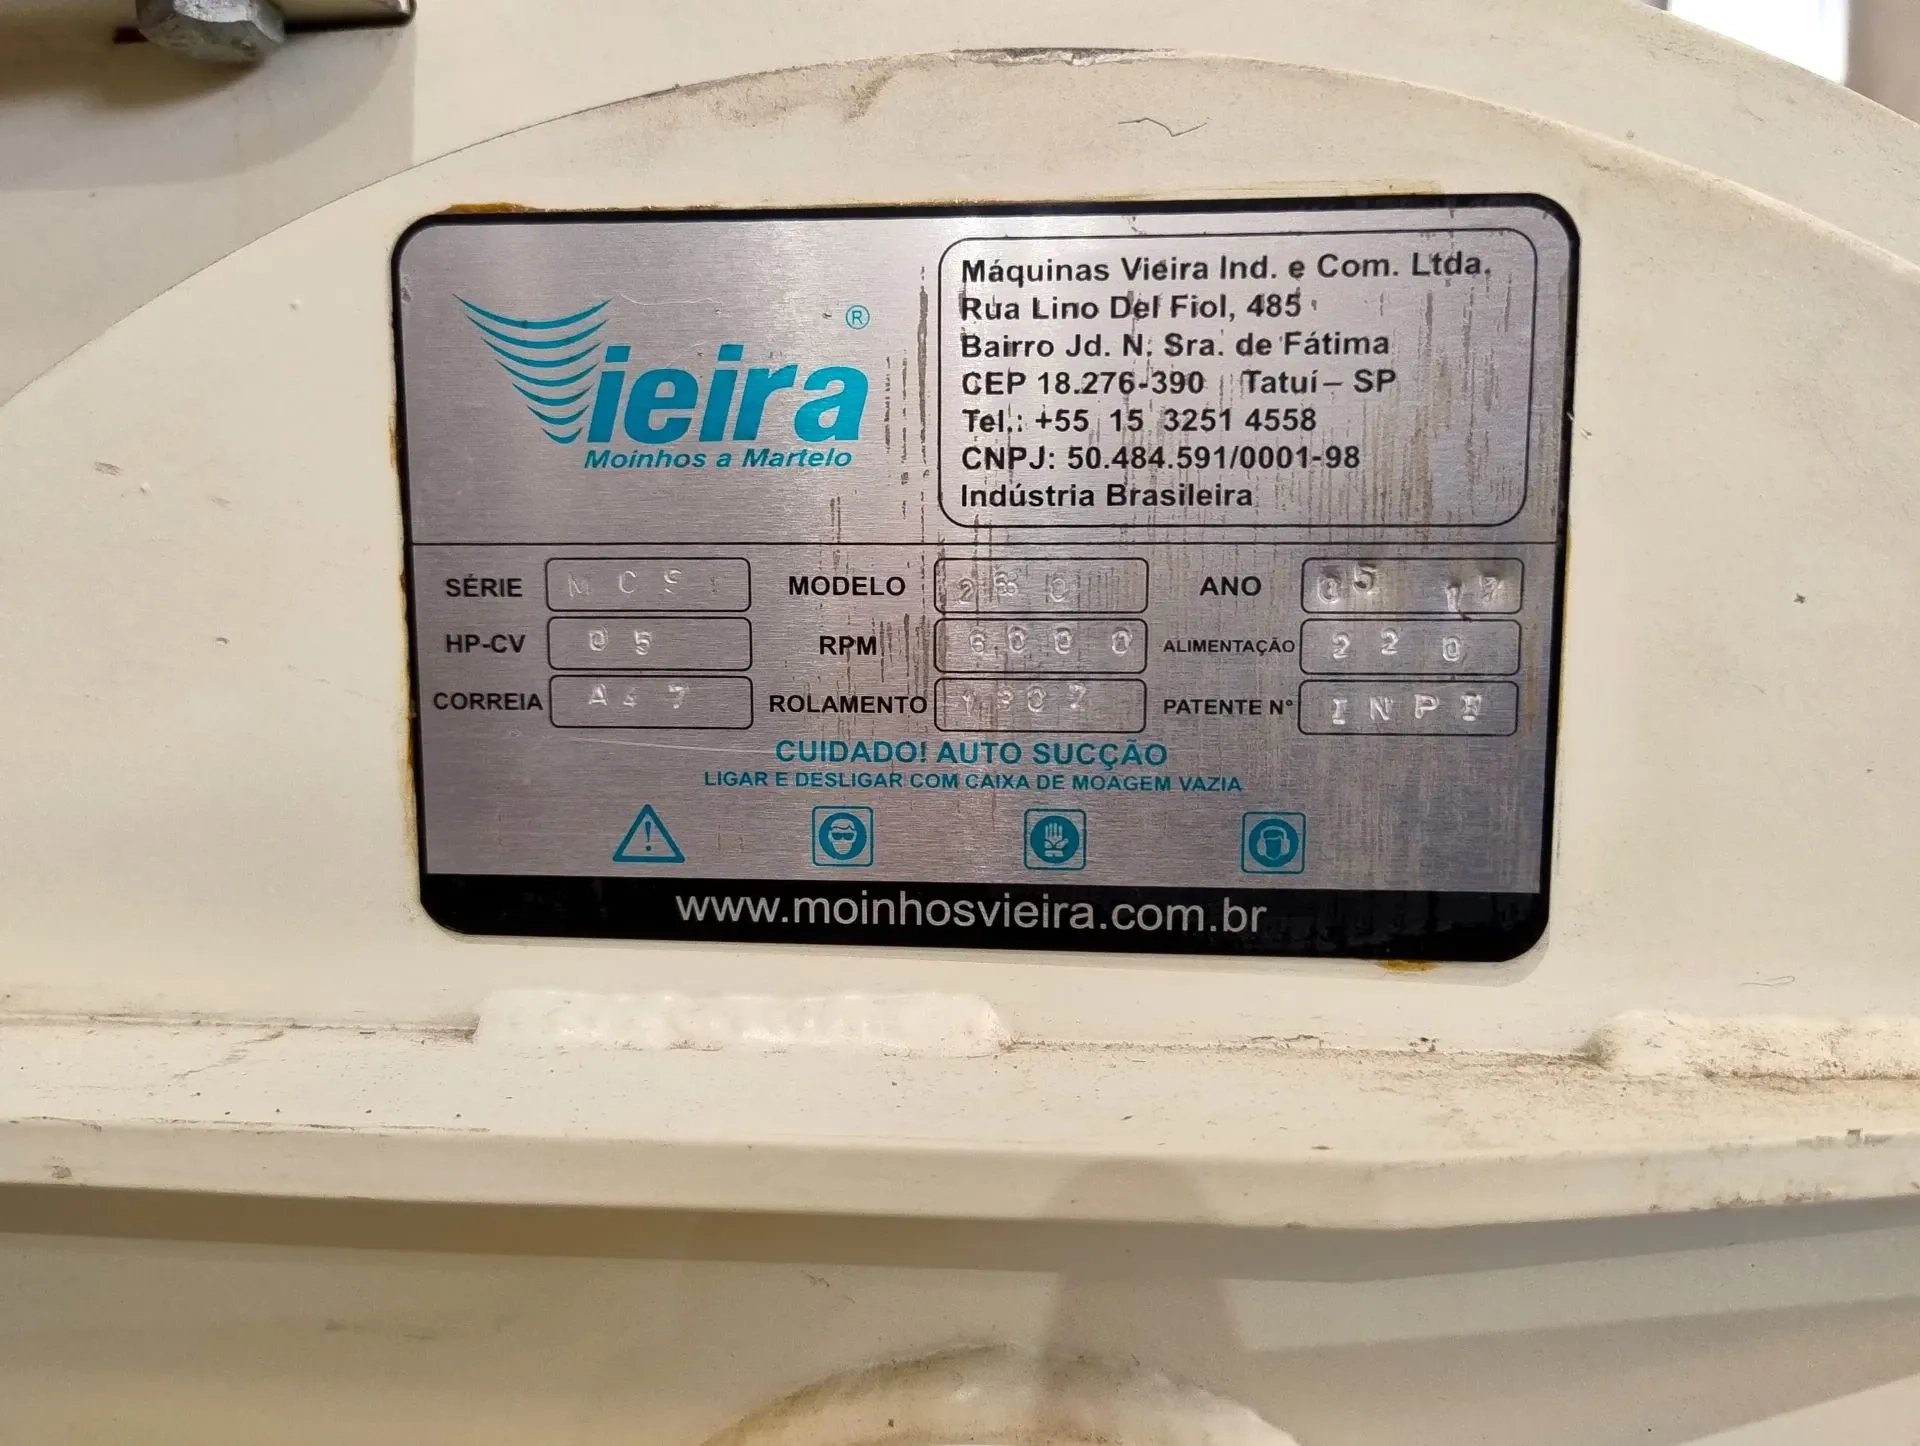 Vieira ®
Moinhos a Martelo
Máquinas Vieira Ind. e Com. Ltda.
Rua Lino Del Fiol, 485
Bairro Jd. N. Sra. de Fátima
CEP 18.276-390 Tatuí – SP
Tel.: +55 15 3251 4558
CNPJ: 50.484.591/0001-98
Indústria Brasileira
SÉRIE MCS MODELO ANO 05
HP-CV 05 RPM 6000 ALIMENTAÇÃO 220
CORREIA ROLAMENTO PATENTE N° INPI
CUIDADO! AUTO SUCÇÃO
LIGAR E DESLIGAR COM CAIXA DE MOAGEM VAZIA
www.moinhosvieira.com.br